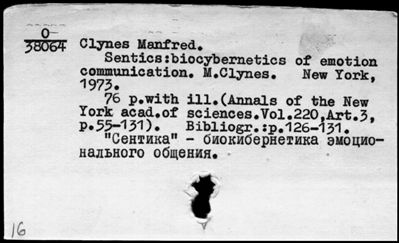 0
38064
Clynes Manfred.
Sentics:biocybernetics of emotion
communication. M.Clynes. New York,
1973.
76 p.with ill.(Annals of the New
York acad.of sciences.Vol.220,Art.3,
p.55-131). Bibliogr.:p.126-131.
"Сентика" - биокибернетика эмоцио-
нального общения.
16